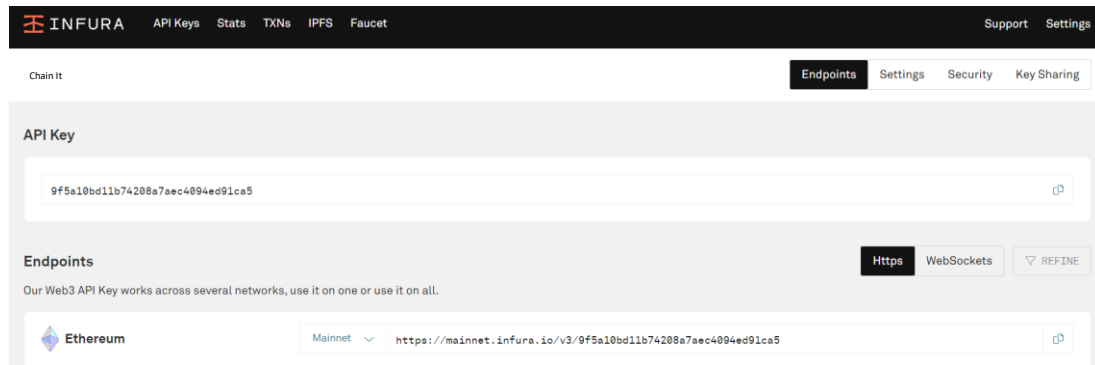 INFURA API Keys Stats TXNs IPFS Faucet Support Settings
Chain It Endpoints Settings Security Key Sharing
API Key
9f5a10bd11b74208a7aec4094ed91ca5
Endpoints Https WebSockets REFINE
Our Web3 API Key works across several networks, use it on one or use it on all.
Ethereum Mainnet https://mainnet.infura.io/v3/9f5a10bd11b74208a7aec4094ed91ca5